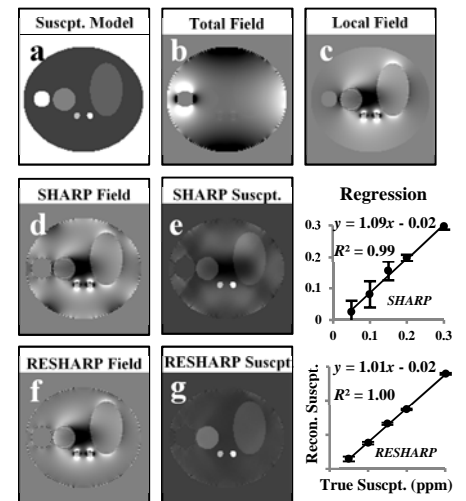 Suscpt. Model
Total Field
Local Field
a
b
c
SHARP Field
SHARP Suscpt.
Regression
d
e
0.3
0.2
0.1
0
y = 1.09x - 0.02
R² = 0.99
SHARP
0
0.1
0.2
0.3
RESHARP Field
RESHARP Suscpt
f
g
Recon. Suscpt.
y = 1.01x - 0.02
R² = 1.00
RESHARP
True Suscpt. (ppm)